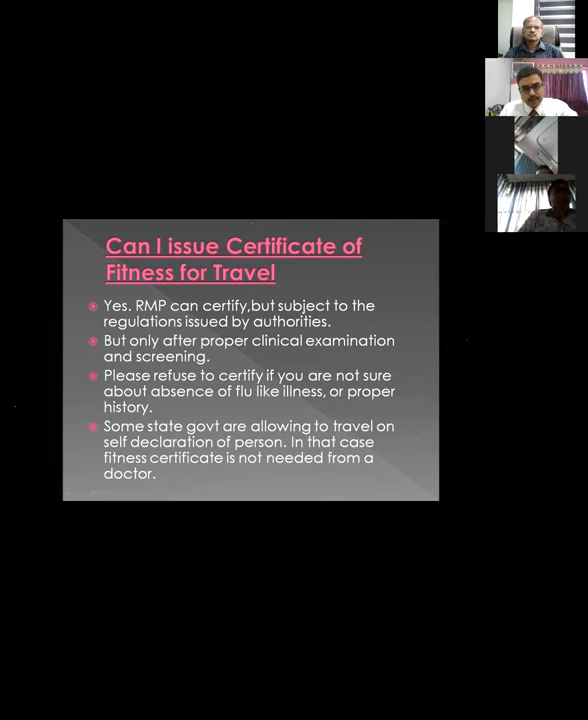 Can I issue Certificate of
Fitness for Travel
Yes. RMP can certify,but subject to the
regulations issued by authorities.
But only after proper clinical examination
and screening.
Please refuse to certify if you are not sure
about absence of flu like illness, or proper
history.
Some state govt are allowing to travel on
self declaration of person. In that case
fitness certificate is not needed from a
doctor.